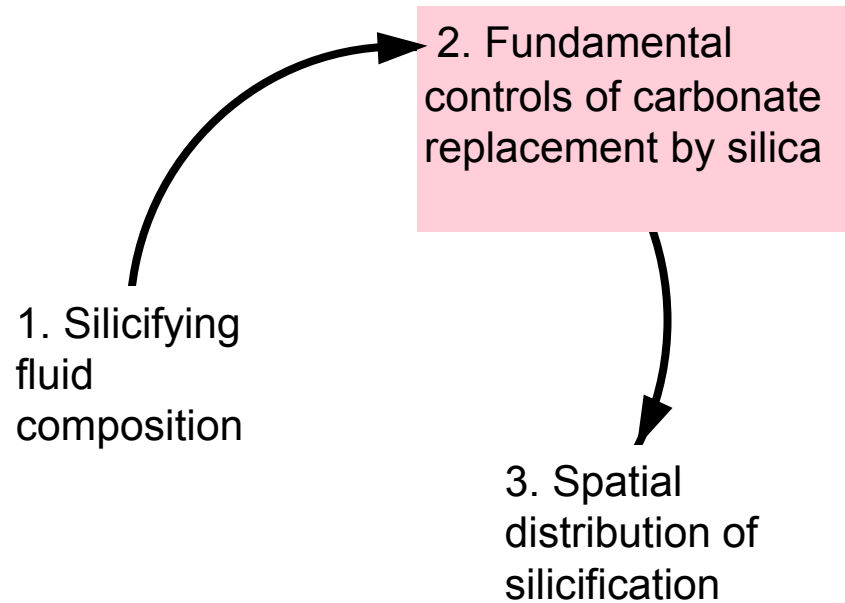 2. Fundamental
controls of carbonate
replacement by silica
1. Silicifying
fluid
composition
3. Spatial
distribution of
silicification